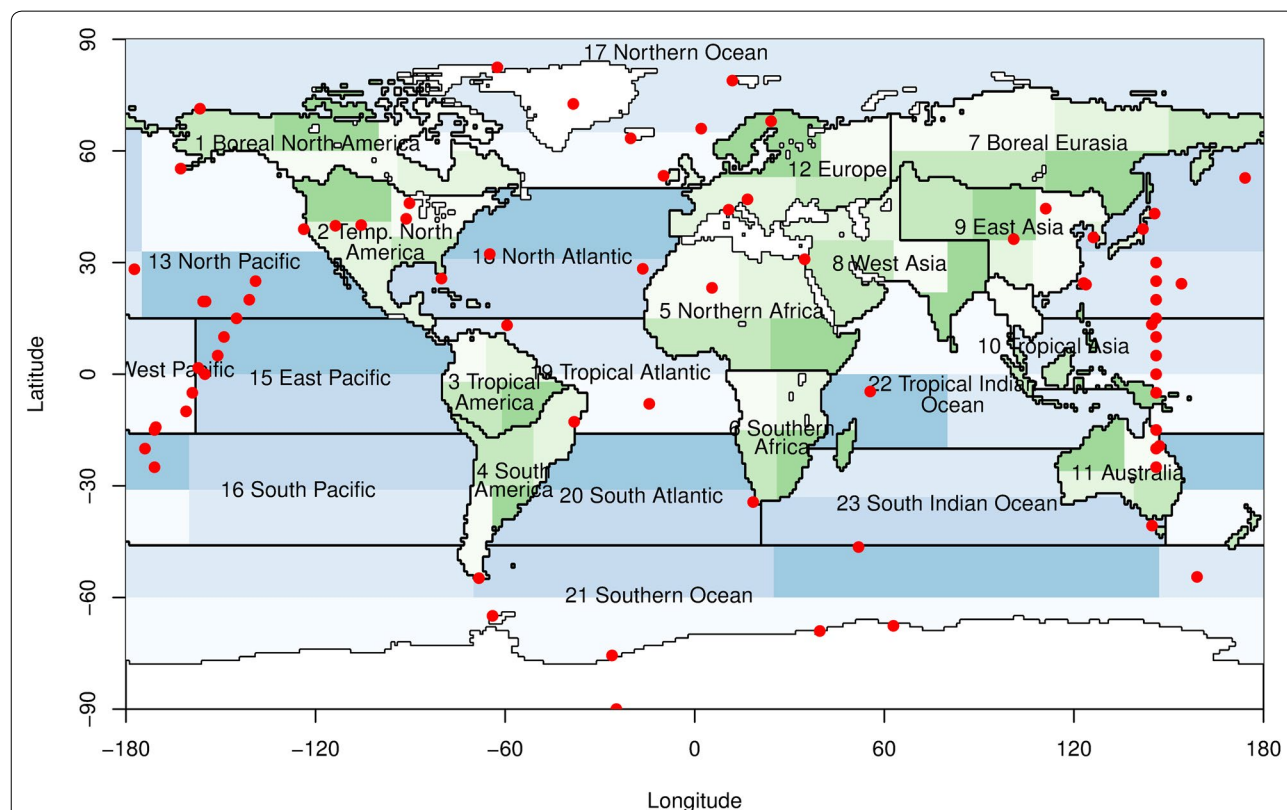 90
60
30
0
−30
−60
−90
Latitude
17 Northern Ocean
1 Boreal North America
7 Boreal Eurasia
12 Europe
2 Temp. North
America
9 East Asia
13 North Pacific
18 North Atlantic
8 West Asia
5 Northern Africa
West Pacific
15 East Pacific
3 Tropical
America
19 Tropical Atlantic
10 Tropical Asia
22 Tropical Indian
Ocean
6 Southern
Africa
4 South
America
11 Australia
16 South Pacific
20 South Atlantic
23 South Indian Ocean
21 Southern Ocean
−180
−120
−60
0
60
120
180
Longitude